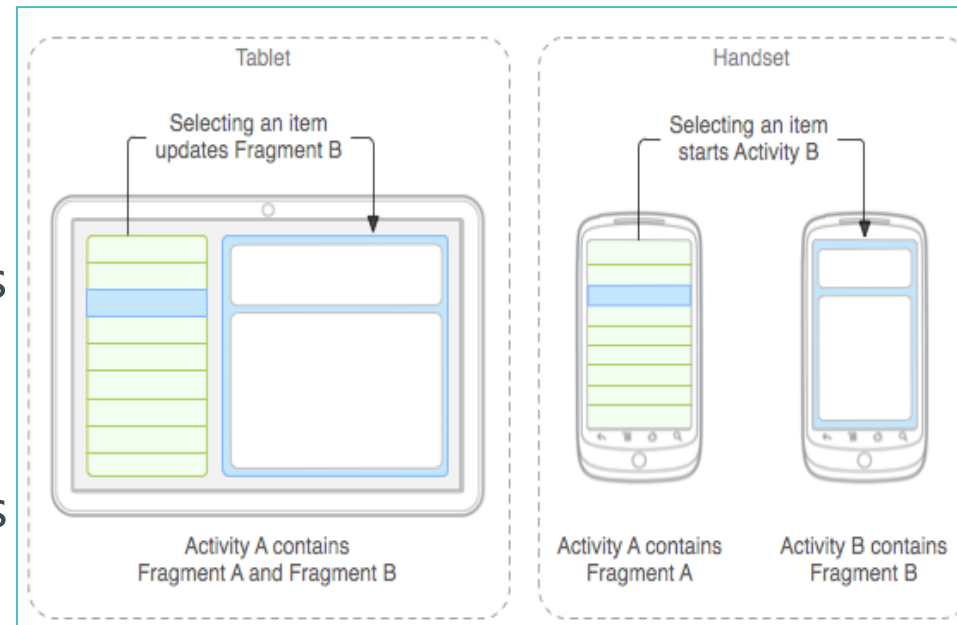 Tablet
Selecting an item
updates Fragment B
Activity A contains
Fragment A and Fragment B
Handset
Selecting an item
starts Activity B
Activity A contains
Fragment A
Activity B contains
Fragment B
s
s